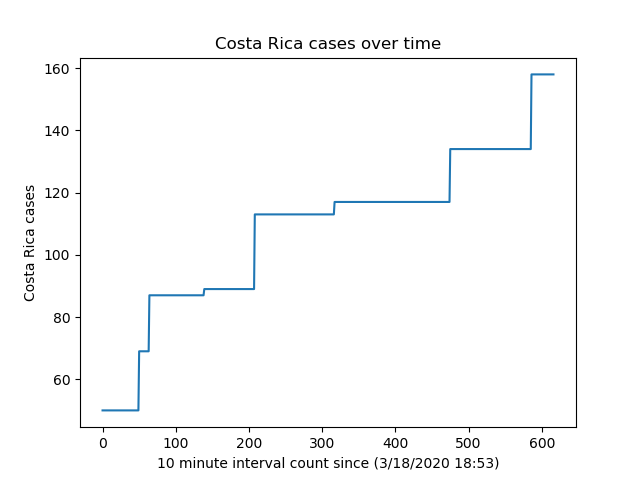 Costa Rica cases over time
160
140
120
100
80
60
Costa Rica cases
0 100 200 300 400 500 600
10 minute interval count since (3/18/2020 18:53)